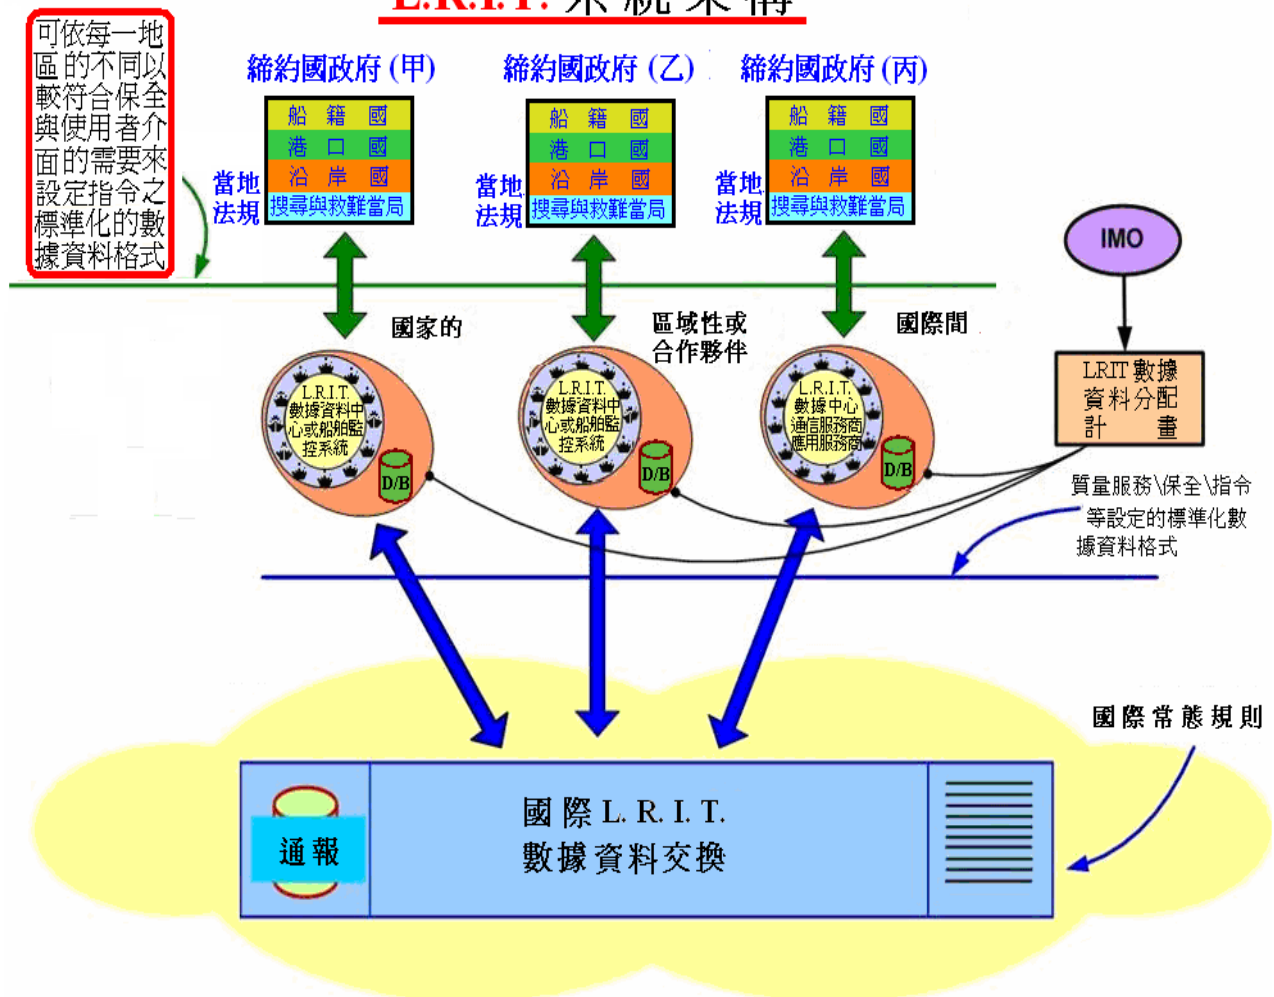 L.R.I.T. 系統架構
可依每一地
區的不同以
較符合保全
與使用者介
面的需要來
設定指令之
標準化的數
據資料格式
締約國政府 (甲)
船籍國
港口國
沿岸國
搜尋與救難當局
當地
法規
締約國政府 (乙)
船籍國
港口國
沿岸國
搜尋與救難當局
當地
法規
締約國政府 (丙)
船籍國
港口國
沿岸國
搜尋與救難當局
當地
法規
IMO
LRIT 數據
資料分配
計畫
國家的
L.R.I.T.
數據資料中
心或船舶監
控系統
D/B
區域性或
合作夥伴
L.R.I.T.
數據資料中
心或船舶監
控系統
D/B
國際間
L.R.I.T.
數據中心
通信服務商
應用服務商
D/B
質量服務\保全\指令
等設定的標準化數
據資料格式
國際常態規則
通報
國際 L. R. I. T.
數據資料交換